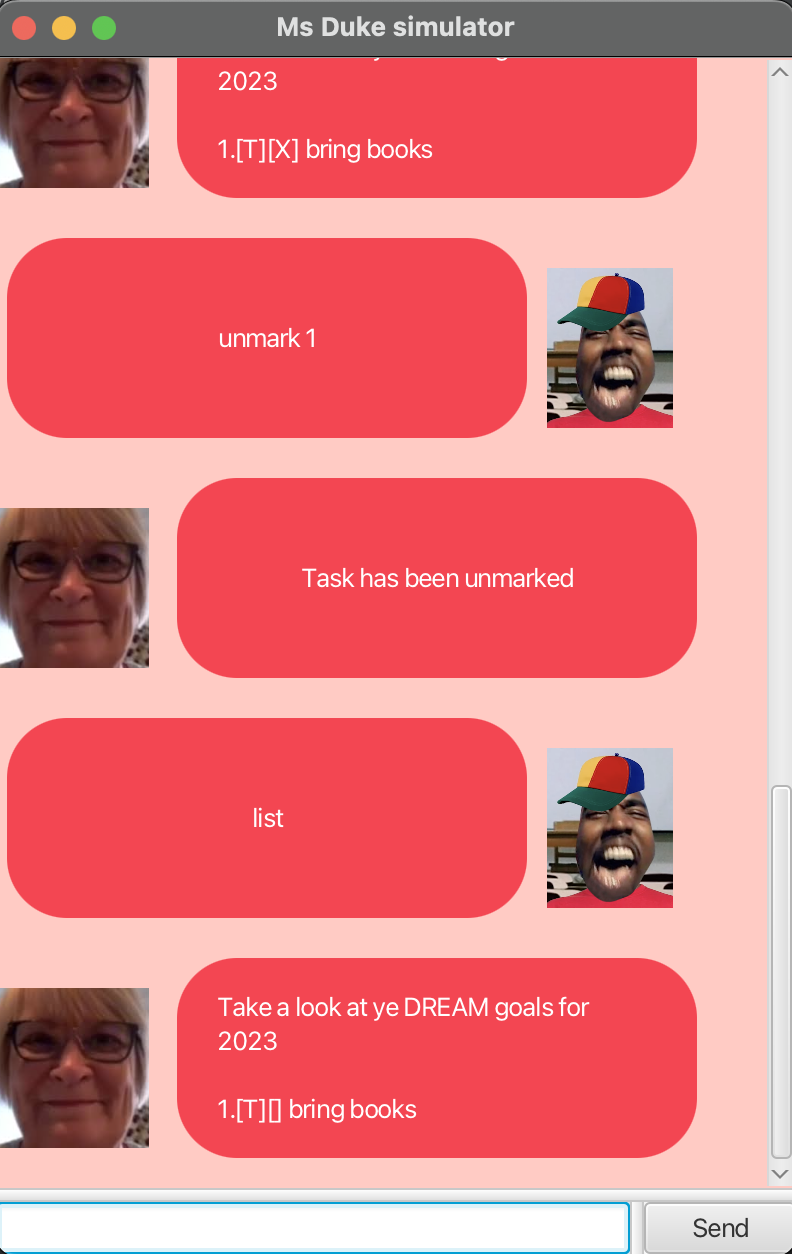 Ms Duke simulator
2023
1.[T][X] bring books
unmark 1
Task has been unmarked
list
Take a look at ye DREAM goals for
2023
1.[T][] bring books
Send